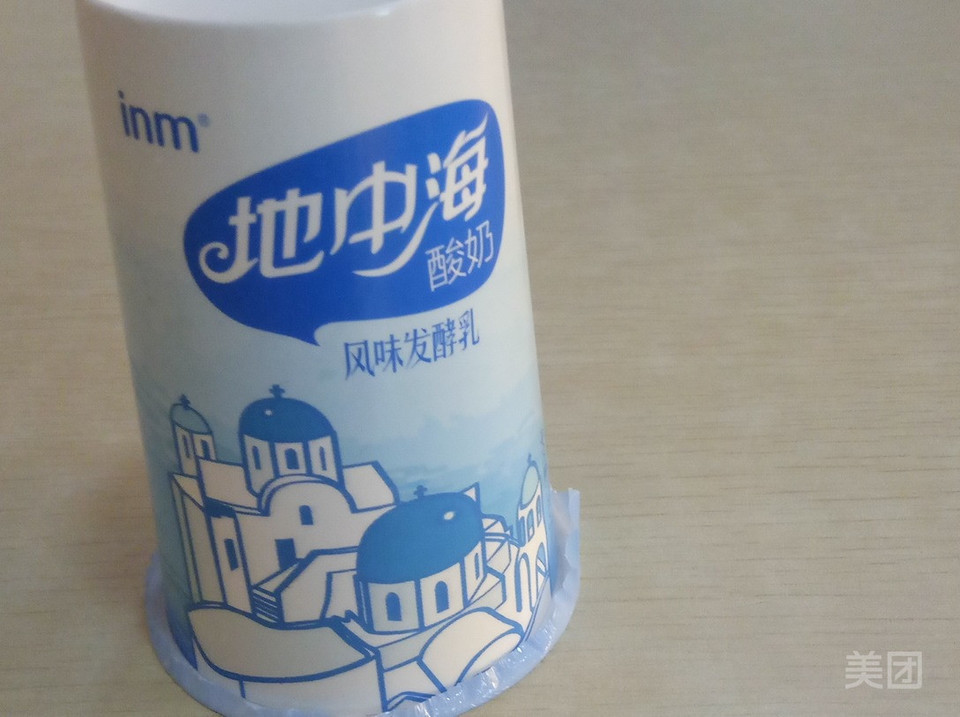 inm®
地中海
酸奶
风味发酵乳
美团